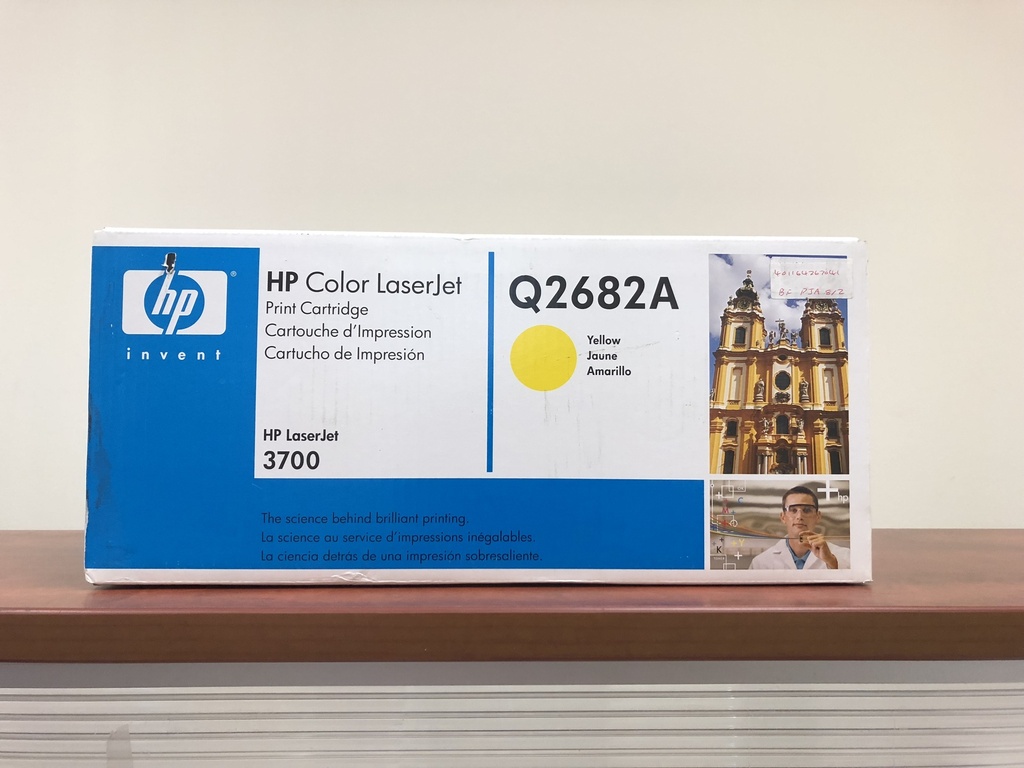 hp
invent
HP Color LaserJet
Print Cartridge
Cartouche d'Impression
Cartucho de Impresión
HP LaserJet
3700
Q2682A
Yellow
Jaune
Amarillo
The science behind brilliant printing.
La science au service d'impressions inégalables.
La ciencia detrás de una impresión sobresaliente.
hp
K